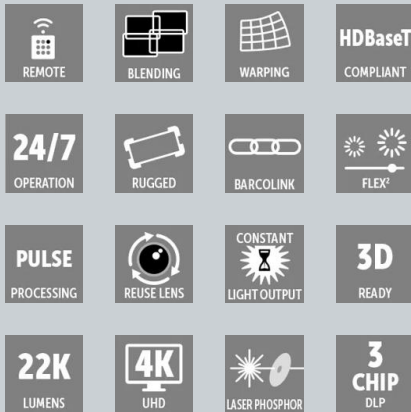 REMOTE
BLENDING
WARPING
HDBaseT
COMPLIANT
24/7
OPERATION
RUGGED
BARCOLINK
FLEX²
PULSE
PROCESSING
REUSE LENS
CONSTANT
LIGHT OUTPUT
3D
READY
22K
LUMENS
4K
UHD
LASER PHOSPHOR
3
CHIP
DLP